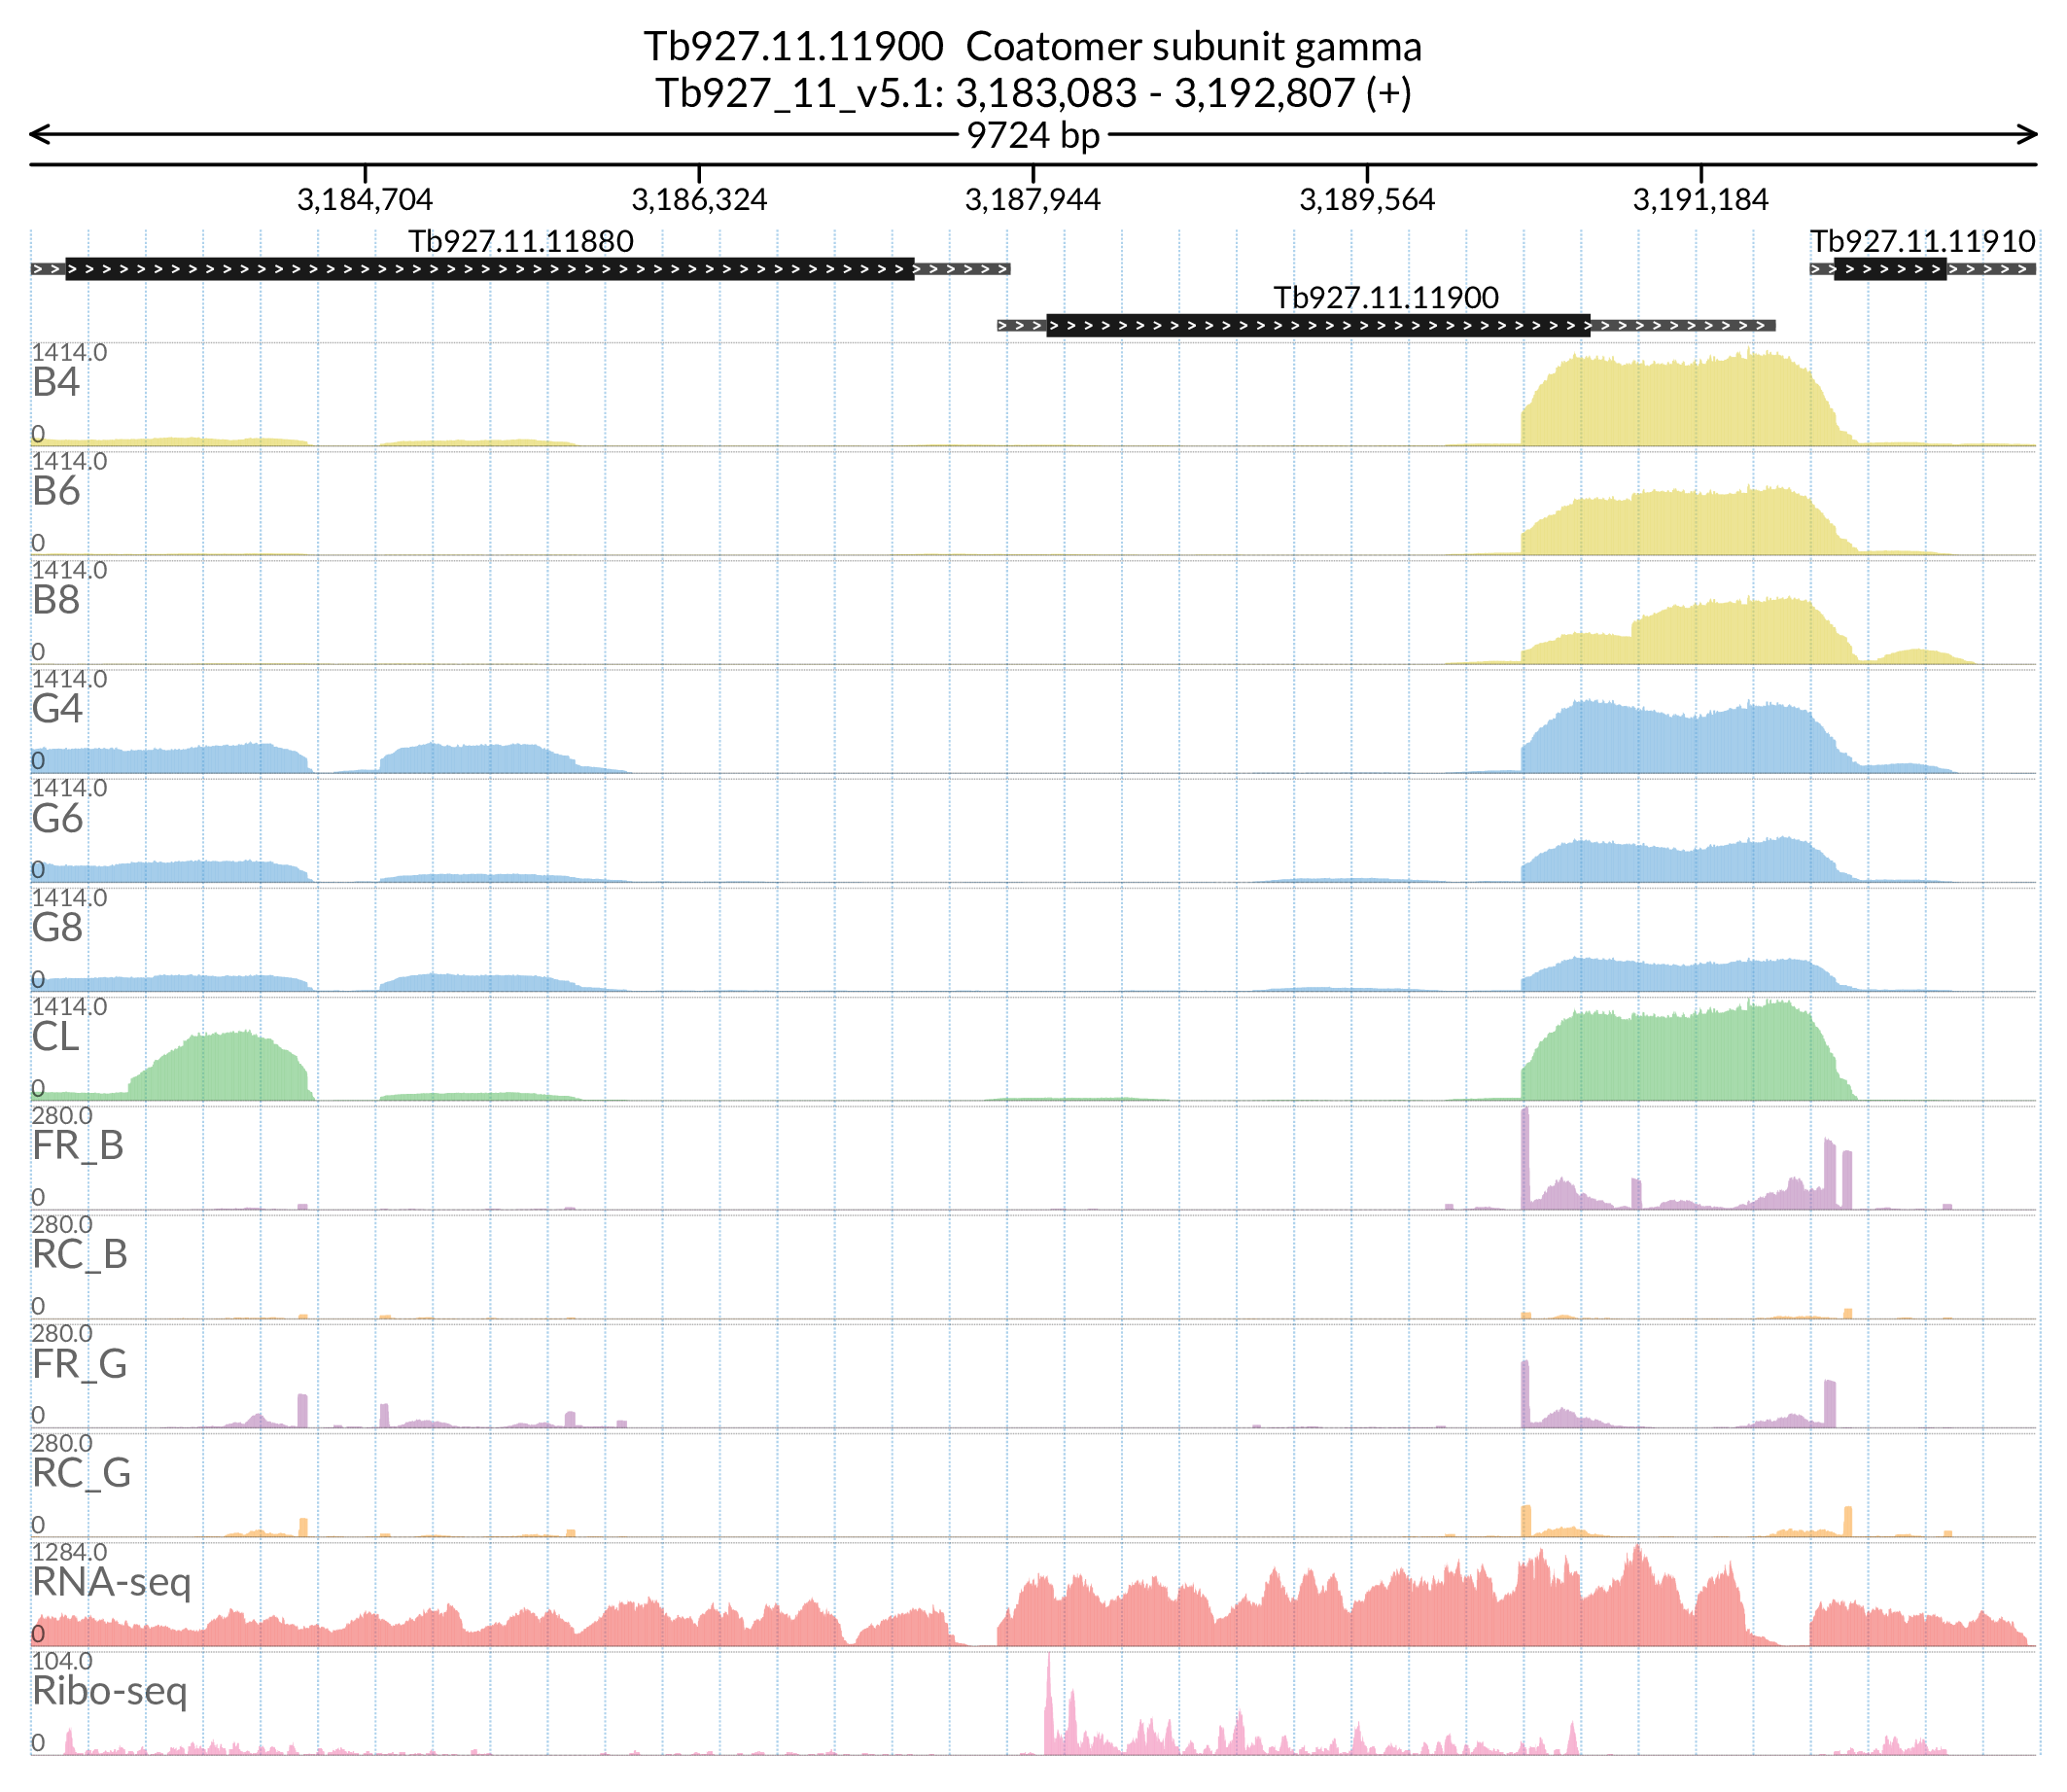 Tb927.11.11900  Coatomer subunit gamma
Tb927_11_v5.1: 3,183,083 - 3,192,807 (+)
9724 bp
3,184,704 3,186,324 3,187,944 3,189,564 3,191,184
Tb927.11.11880 Tb927.11.11910
Tb927.11.11900
1414.0
B4
0
1414.0
B6
0
1414.0
B8
0
1414.0
G4
0
1414.0
G6
0
1414.0
G8
0
1414.0
CL
0
280.0
FR_B
0
280.0
RC_B
0
280.0
FR_G
0
280.0
RC_G
0
1284.0
RNA-seq
0
104.0
Ribo-seq
0